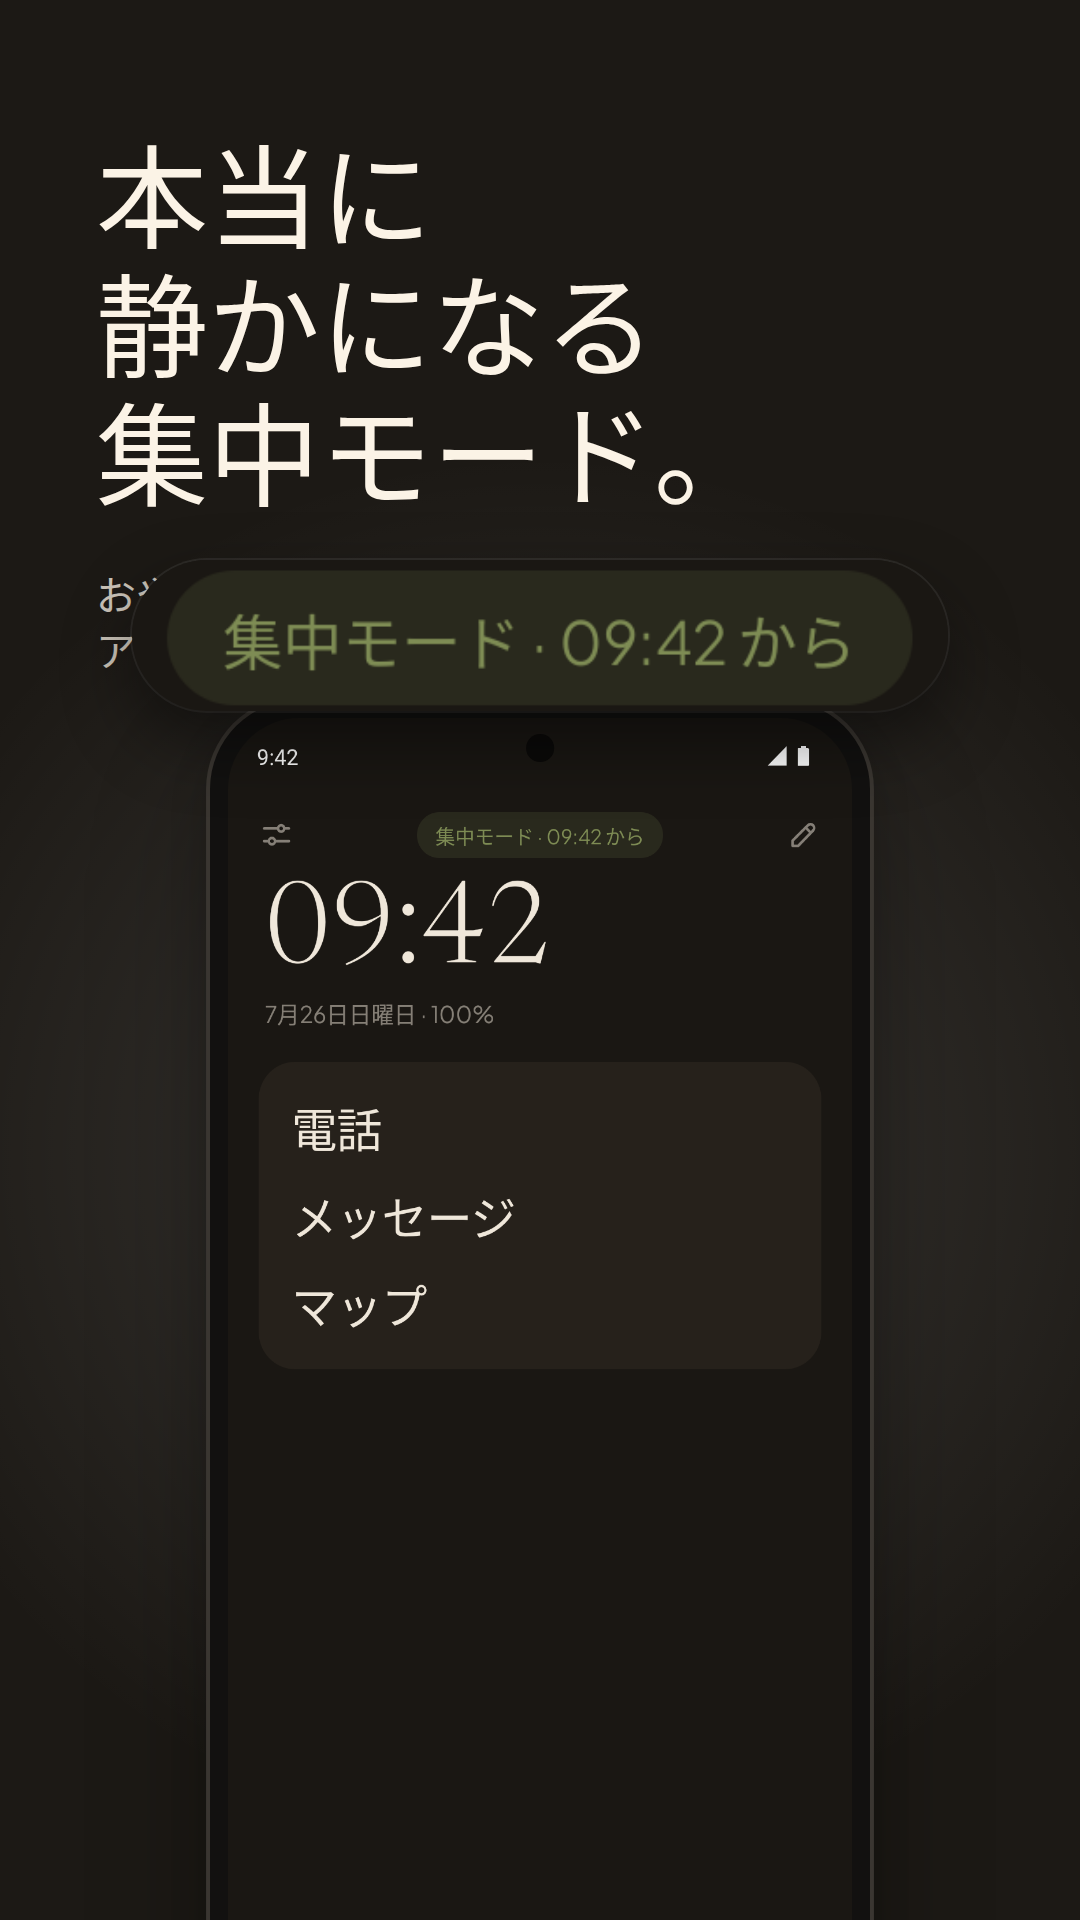 本当に
静かになる
集中モード。
お
ア
集中モード · 09:42 から
9:42
集中モード · 09:42 から
09:42
7月26日日曜日 · 100%
電話
メッセージ
マップ